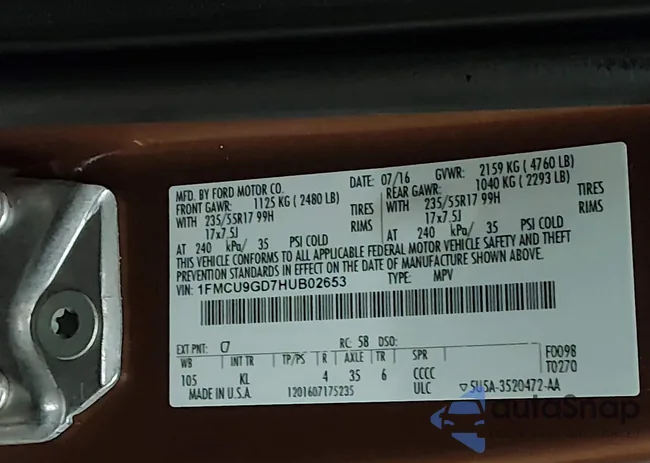 MFD. BY FORD MOTOR CO. DATE: 07/16 GVWR: 2159 KG ( 4760 LB)
FRONT GAWR: 1125 KG ( 2480 LB) REAR GAWR: 1040 KG ( 2293 LB)
WITH 235/55R17 99H TIRES WITH 235/55R17 99H TIRES
17x7.5J RIMS 17x7.5J RIMS
AT 240 kPa/ 35 PSI COLD AT 240 kPa/ 35 PSI COLD
THIS VEHICLE CONFORMS TO ALL APPLICABLE FEDERAL MOTOR VEHICLE SAFETY AND THEFT
PREVENTION STANDARDS IN EFFECT ON THE DATE OF MANUFACTURE SHOWN ABOVE.
VIN: 1FMCU9GD7HUB02653 TYPE: MPV
EXT PNT: C7 RC: 58 DSO: F0098
WB INT TR TP/PS R AXLE TR SPR T0270
105 KL 4 35 6 CCCC
MADE IN U.S.A. 1201607175235 ULC 5U5A-3520472-AA
autoSnap